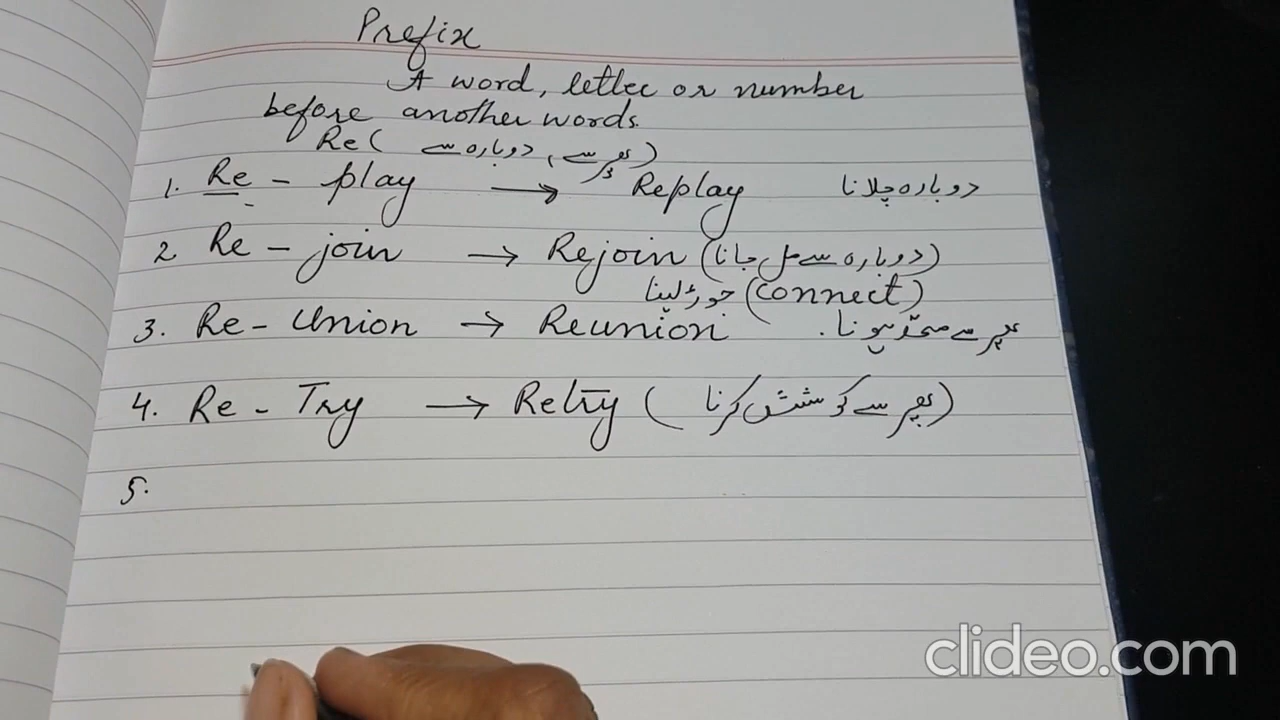 Prefix
A word, letter or number
before another words.
Re ( پھر سے, دوبارہ سے )
1. Re - play → Replay دوبارہ چلانا
2 Re - join → Rejoin (دوبارہ سے مل جانا)
جوڑ لینا (connect)
3. Re - Union → Reunion. پھر سے متحد ہونا
4. Re - Try → Retry ( پھر سے کوشش کرنا )
5.
clideo.com